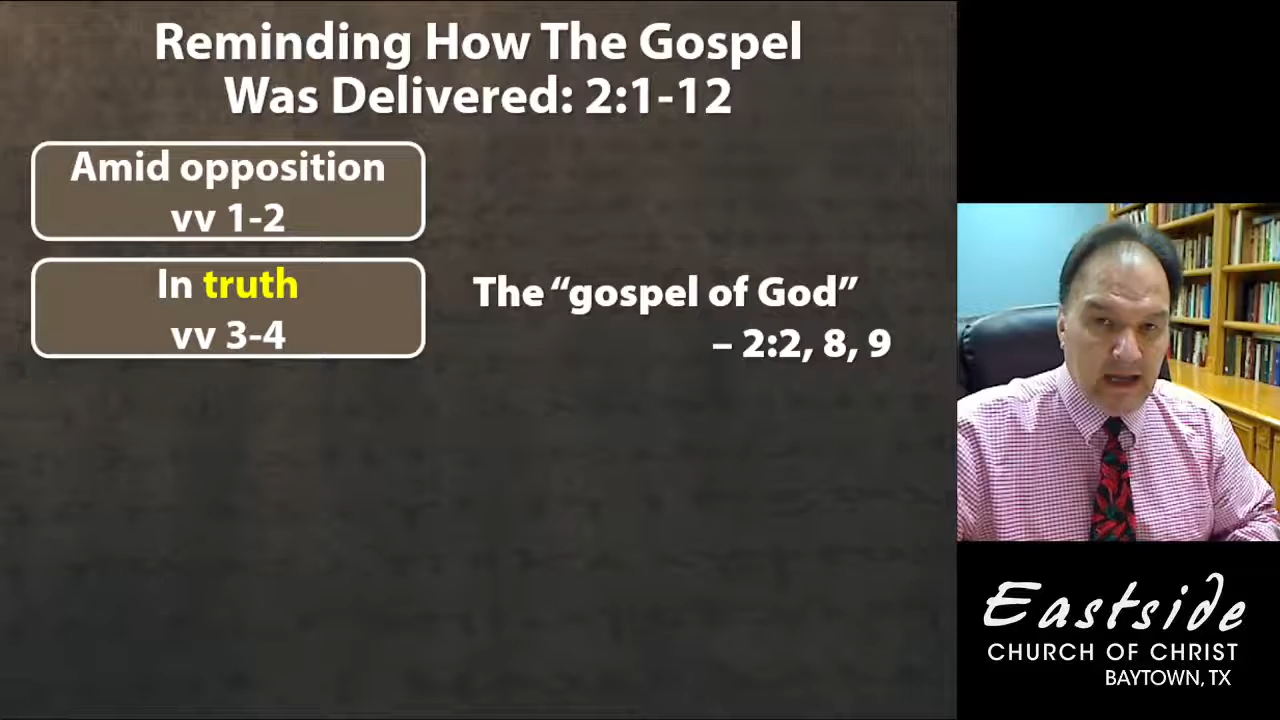 Reminding How The Gospel
Was Delivered: 2:1-12
Amid opposition
vv 1-2
In truth
vv 3-4
The “gospel of God”
– 2:2, 8, 9
Eastside
CHURCH OF CHRIST
BAYTOWN, TX